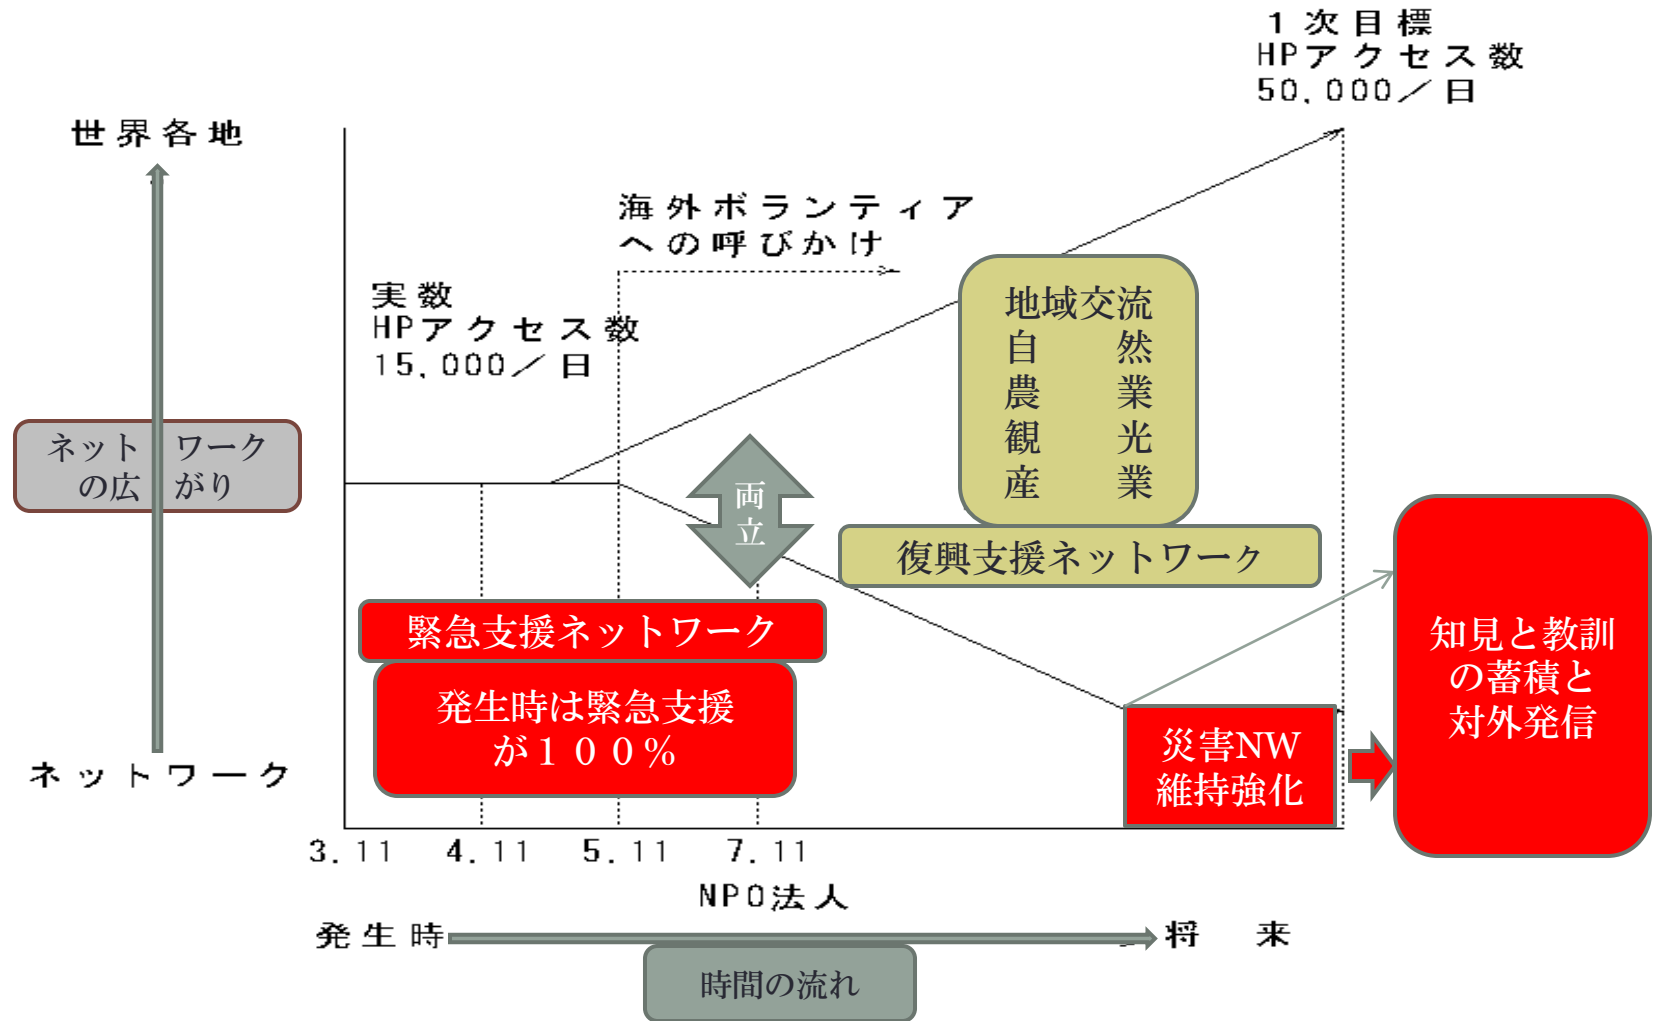 １次目標
HPアクセス数
50,000／日
世界各地
海外ボランティア
への呼びかけ
実数
HPアクセス数
15,000／日
地域交流
自　　然
農　　業
観　　光
産　　業
ネットワーク
の広がり
両
立
復興支援ネットワーク
緊急支援ネットワーク
発生時は緊急支援
が１００％
知見と教訓
の蓄積と
対外発信
災害NW
維持強化
ネットワーク
3.11　4.11　5.11　7.11
NPO法人
発生時
将　来
時間の流れ